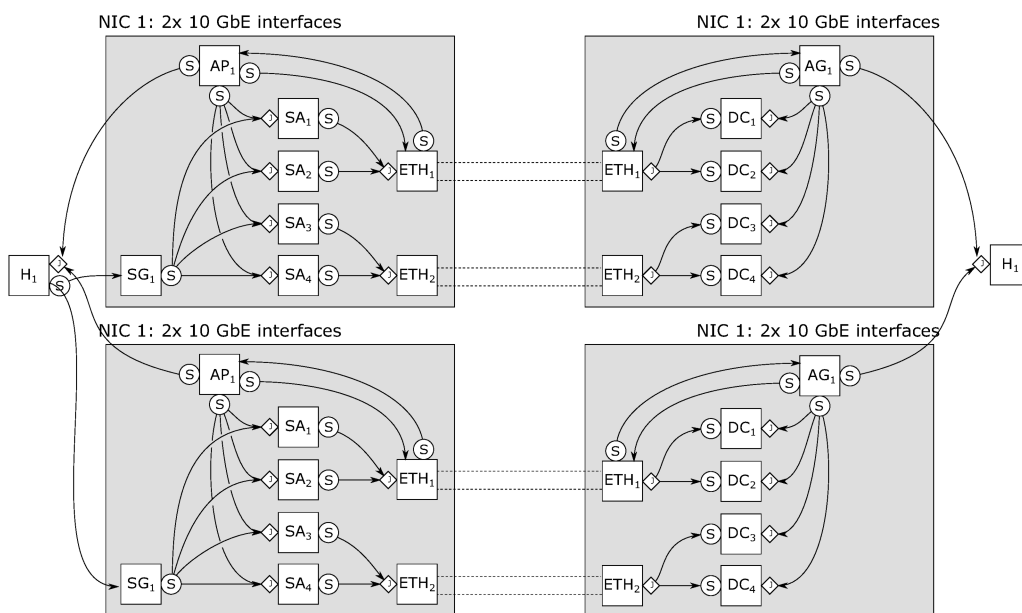 NIC 1: 2x 10 GbE interfaces
NIC 1: 2x 10 GbE interfaces
S AP₁ S
S
J SA₁ S
S
J SA₂ S J ETH₁
J SA₃ S
SG₁ S J SA₄ S J ETH₂
S AG₁ S
S
S
S DC₁ J
ETH₁ J S DC₂ J
S DC₃ J
ETH₂ J S DC₄ J
H₁ J
S
J H₁
NIC 1: 2x 10 GbE interfaces
NIC 1: 2x 10 GbE interfaces
S AP₁ S
S
J SA₁ S
S
J SA₂ S J ETH₁
J SA₃ S
SG₁ S J SA₄ S J ETH₂
S AG₁ S
S
S
S DC₁ J
ETH₁ J S DC₂ J
S DC₃ J
ETH₂ J S DC₄ J